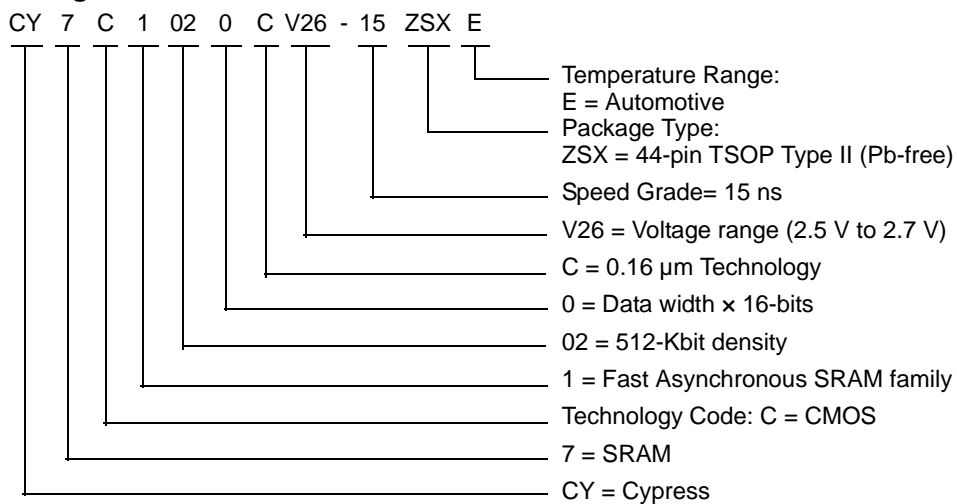 CY 7 C 1 02 0 C V26 - 15 ZSX E
Temperature Range:
E = Automotive
Package Type:
ZSX = 44-pin TSOP Type II (Pb-free)
Speed Grade= 15 ns
V26 = Voltage range (2.5 V to 2.7 V)
C = 0.16 µm Technology
0 = Data width × 16-bits
02 = 512-Kbit density
1 = Fast Asynchronous SRAM family
Technology Code: C = CMOS
7 = SRAM
CY = Cypress